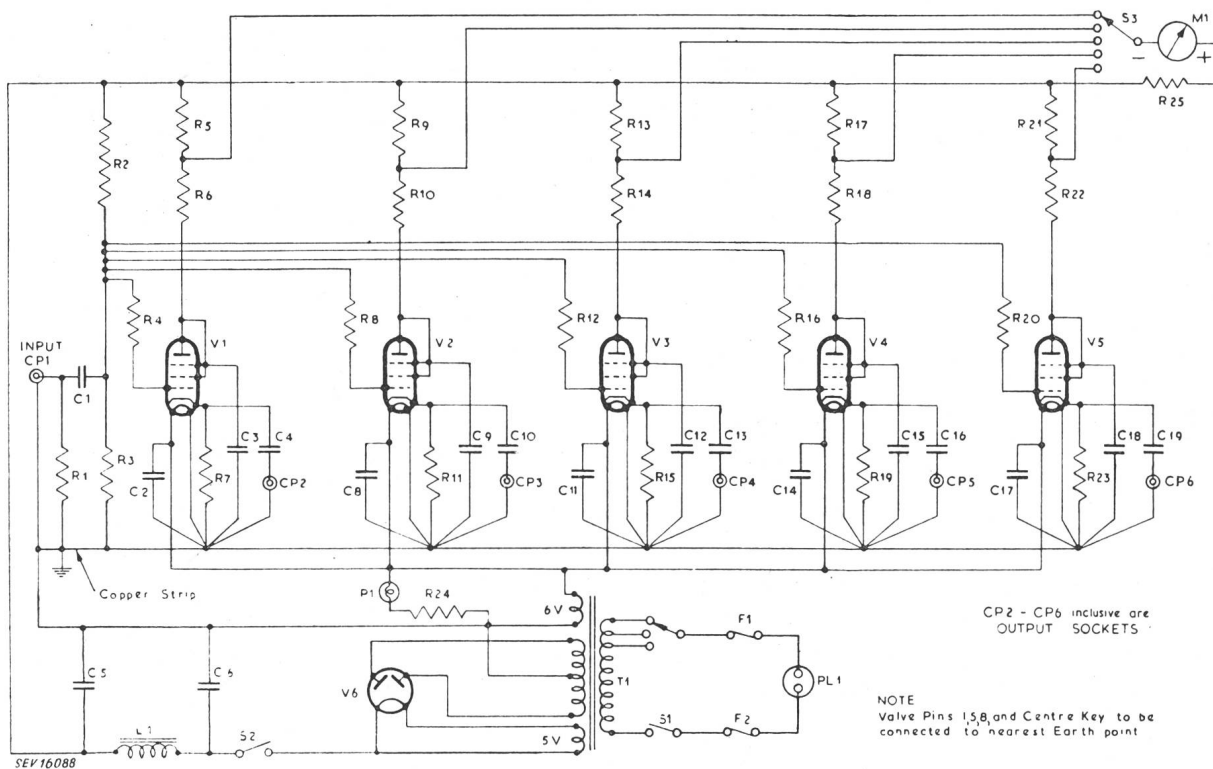 S3
M1
− +
R25
R5
R9
R13
R17
R21
R2
R6
R10
R14
R18
R22
R4
R8
R12
R16
R20
INPUT
CP1
V1
V2
V3
V4
V5
C1
C3
C4
C9
C10
C12
C13
C15
C16
C18
C19
R1
R3
C2
R7
CP2
C8
R11
CP3
C11
R15
CP4
C14
R19
CP5
C17
R23
CP6
Copper Strip
P1
R24
6V
F1
CP2 - CP6 inclusive are
OUTPUT SOCKETS
C5
C6
V6
T1
PL1
NOTE
Valve Pins 1,5,8, and Centre Key to be
connected to nearest Earth point
L1
S2
5V
S1
F2
SEV16088